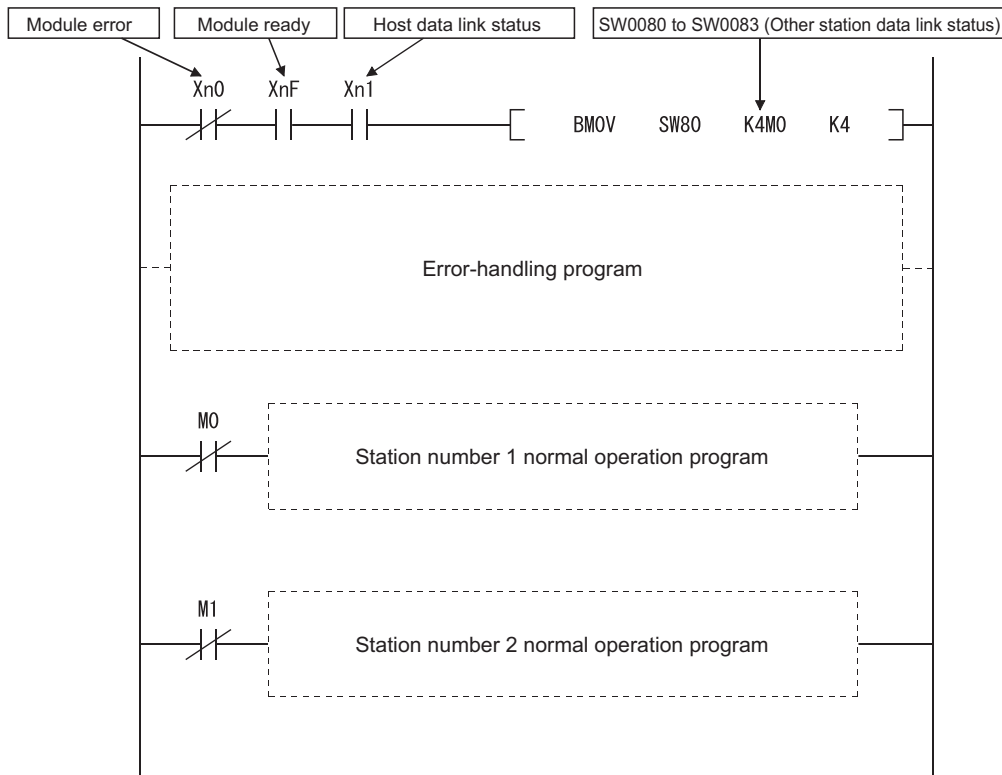 Module error Module ready Host data link status SW0080 to SW0083 (Other station data link status)
Xn0 XnF Xn1
BMOV SW80 K4M0 K4
Error-handling program
M0
Station number 1 normal operation program
M1
Station number 2 normal operation program